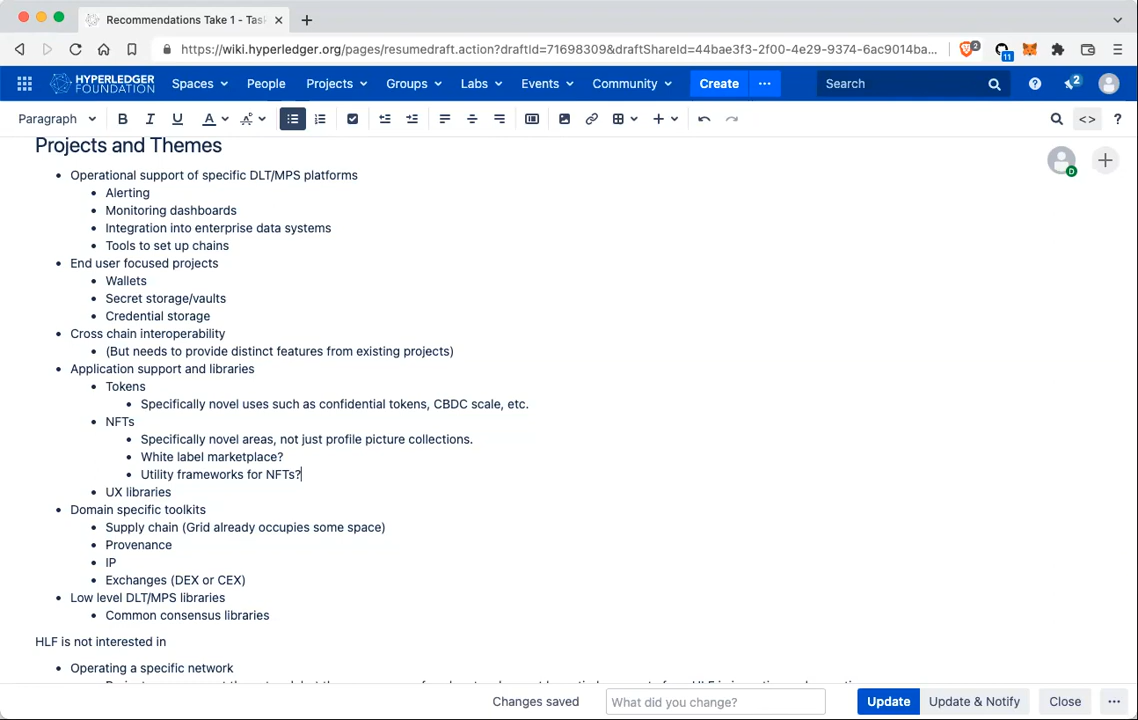 Recommendations Take 1 - Tas
https://wiki.hyperledger.org/pages/resumedraft.action?draftId=71698309&draftShareId=44bae3f3-2f00-4e29-9374-6ac9014ba...
2
11
HYPERLEDGER
FOUNDATION
Spaces
People
Projects
Groups
Labs
Events
Community
Create
Search
2
Paragraph
B
I
U
A
Projects and Themes
D
• Operational support of specific DLT/MPS platforms
• Alerting
• Monitoring dashboards
• Integration into enterprise data systems
• Tools to set up chains
• End user focused projects
• Wallets
• Secret storage/vaults
• Credential storage
• Cross chain interoperability
• (But needs to provide distinct features from existing projects)
• Application support and libraries
• Tokens
• Specifically novel uses such as confidential tokens, CBDC scale, etc.
• NFTs
• Specifically novel areas, not just profile picture collections.
• White label marketplace?
• Utility frameworks for NFTs?
• UX libraries
• Domain specific toolkits
• Supply chain (Grid already occupies some space)
• Provenance
• IP
• Exchanges (DEX or CEX)
• Low level DLT/MPS libraries
• Common consensus libraries
HLF is not interested in
• Operating a specific network
Changes saved
What did you change?
Update
Update & Notify
Close